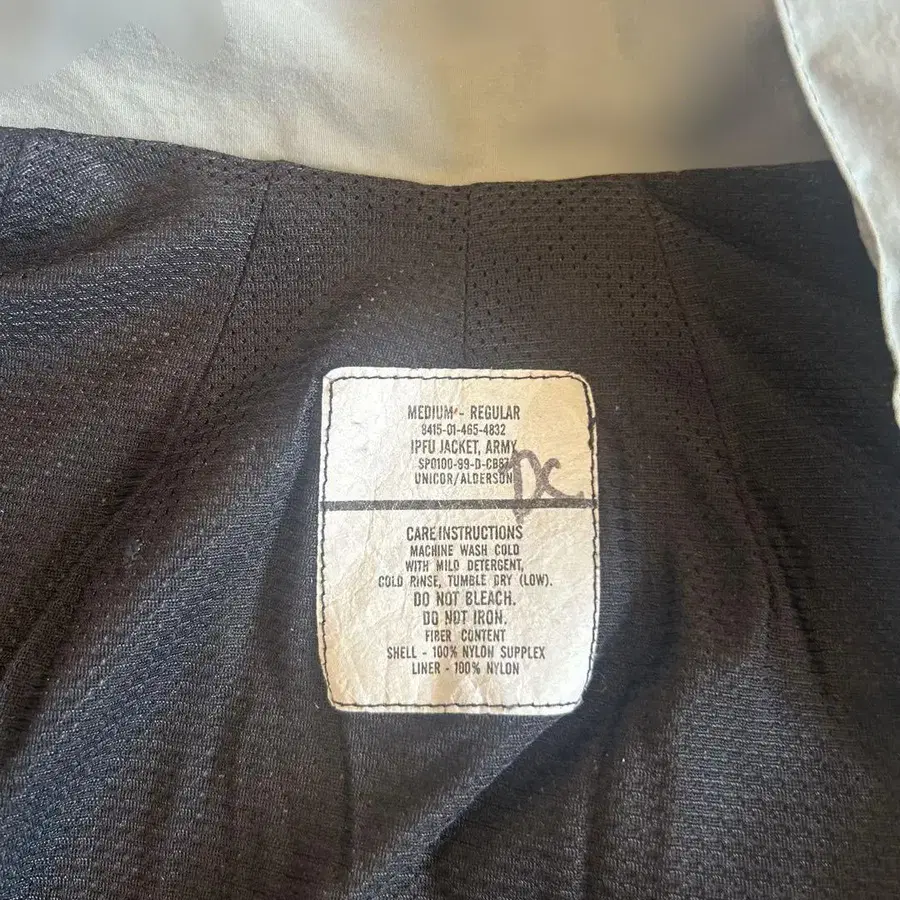 MEDIUM - REGULAR
8415-01-465-4832
IPFU JACKET, ARMY
SP0100-99-D-CB87
UNICOR/ALDERSON
DC
CARE INSTRUCTIONS
MACHINE WASH COLD
WITH MILD DETERGENT,
COLD RINSE, TUMBLE DRY (LOW).
DO NOT BLEACH.
DO NOT IRON.
FIBER CONTENT
SHELL - 100% NYLON SUPPLEX
LINER - 100% NYLON